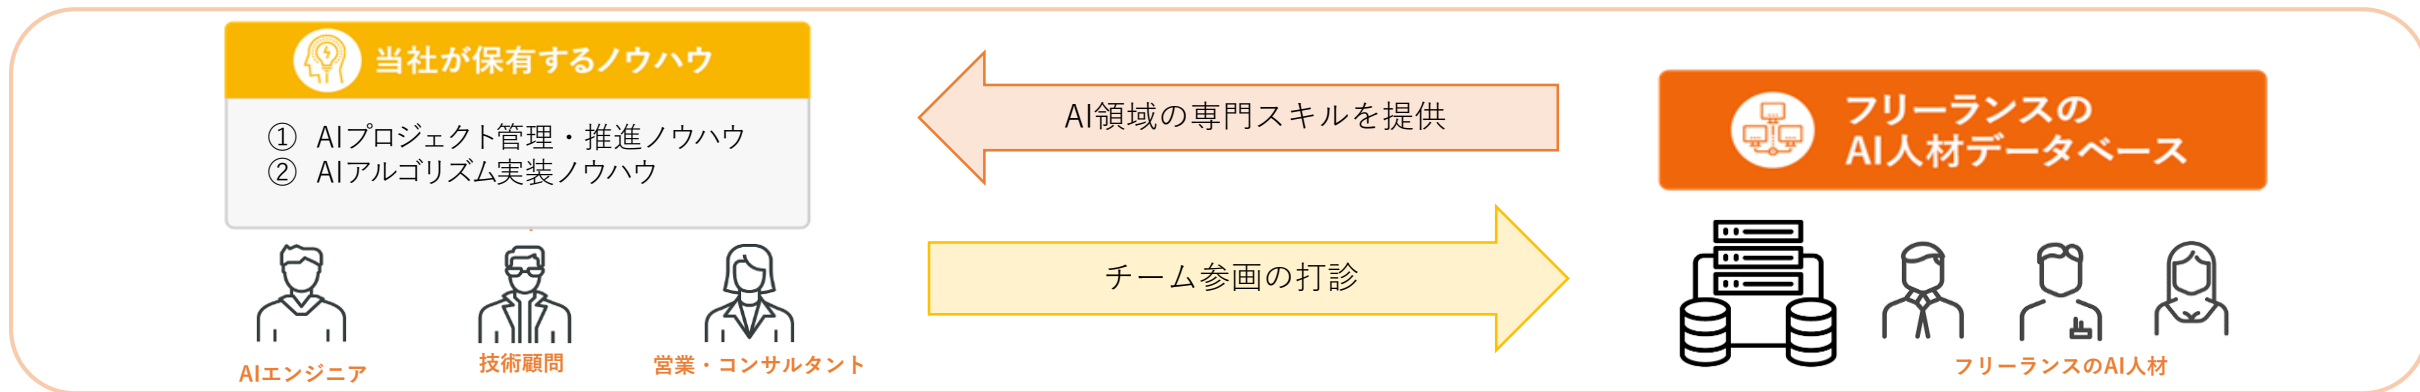 当社が保有するノウハウ
① AIプロジェクト管理・推進ノウハウ
② AIアルゴリズム実装ノウハウ
AIエンジニア
技術顧問
営業・コンサルタント
AI領域の専門スキルを提供
チーム参画の打診
フリーランスの
AI人材データベース
フリーランスのAI人材